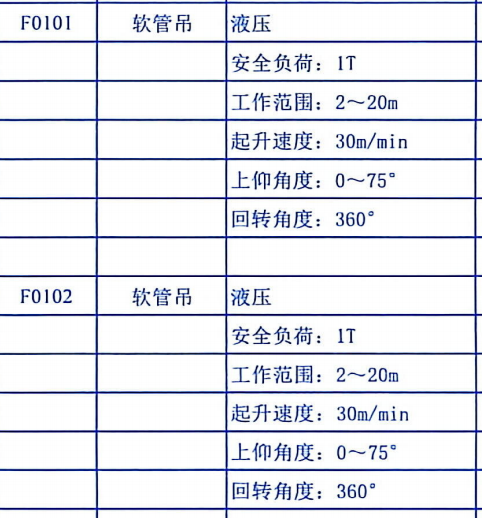 F0101 软管吊 液压
安全负荷：1T
工作范围：2～20m
起升速度：30m/min
上仰角度：0～75°
回转角度：360°
F0102 软管吊 液压
安全负荷：1T
工作范围：2～20m
起升速度：30m/min
上仰角度：0～75°
回转角度：360°